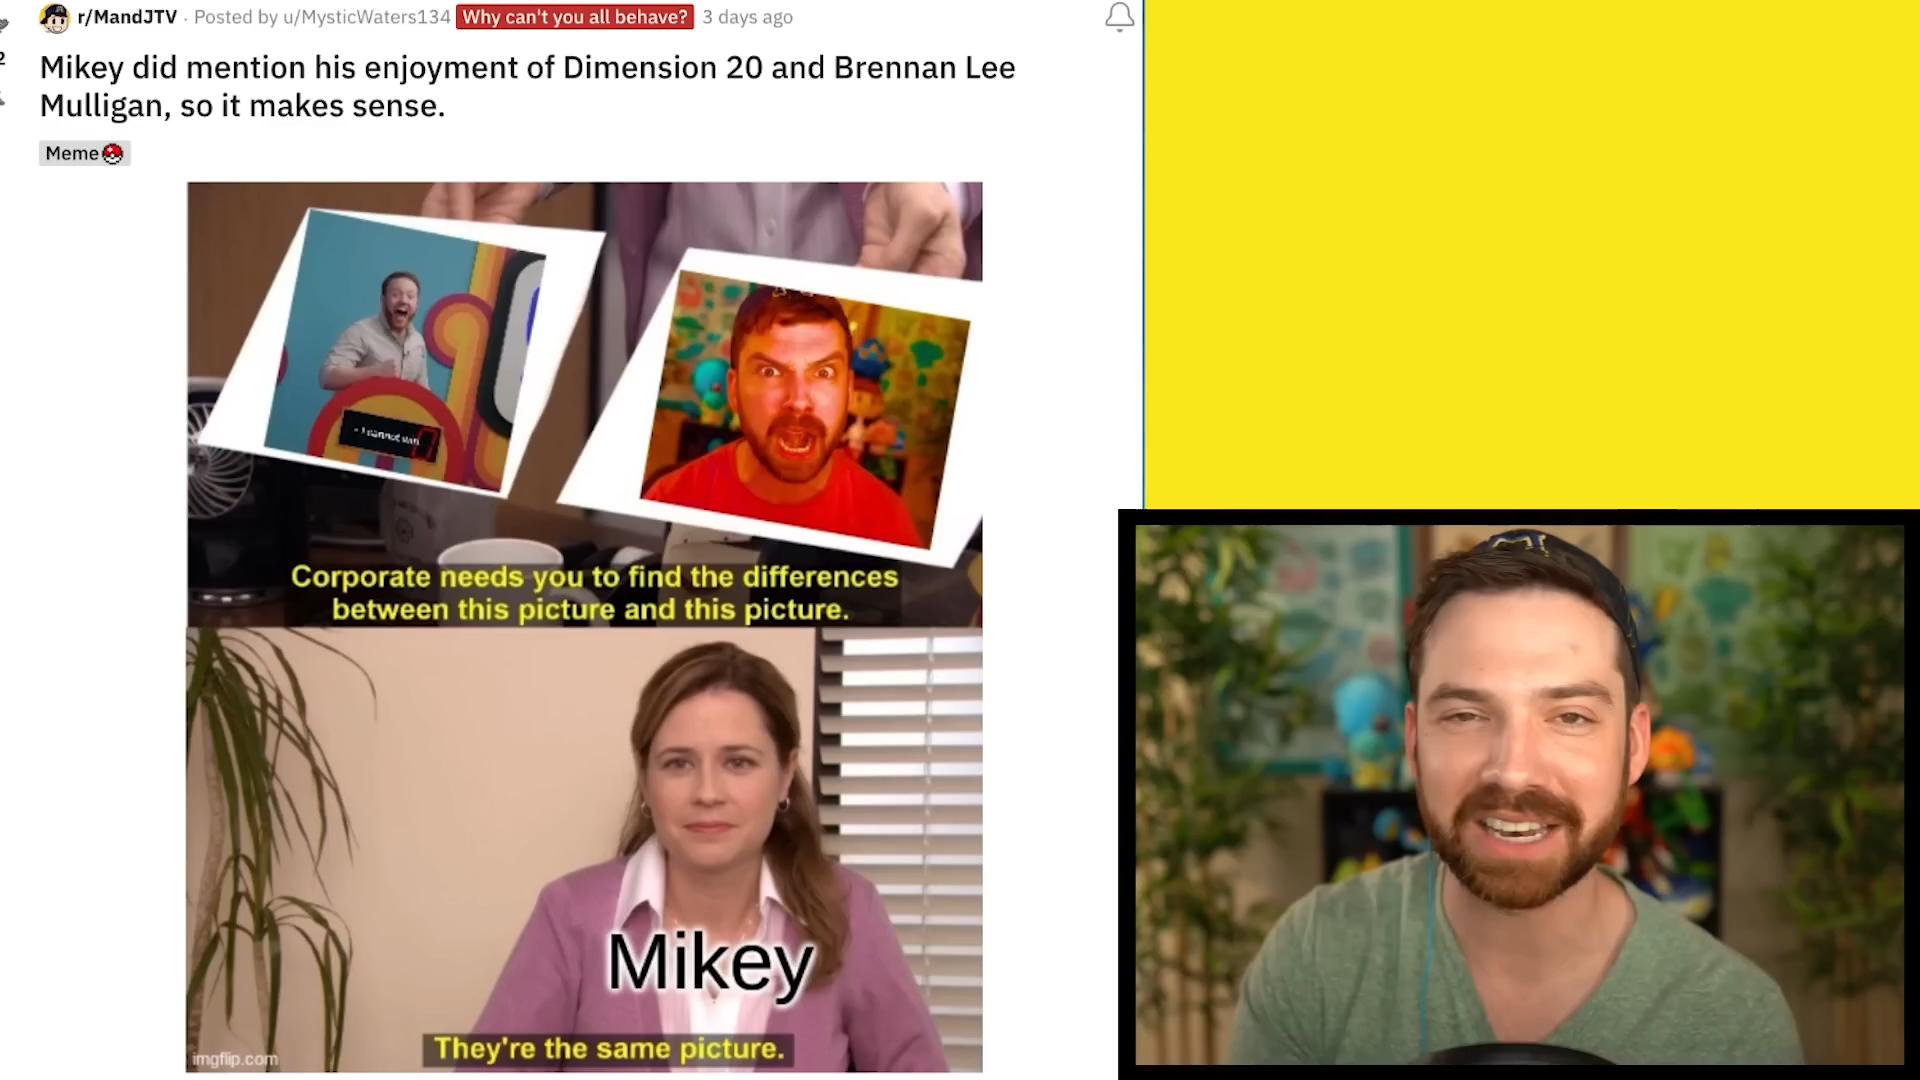 r/MandJTV · Posted by u/MysticWaters134 Why can't you all behave? 3 days ago
Mikey did mention his enjoyment of Dimension 20 and Brennan Lee
Mulligan, so it makes sense.
Meme
- I cannot win
Corporate needs you to find the differences
between this picture and this picture.
Mikey
They're the same picture.
imgflip.com